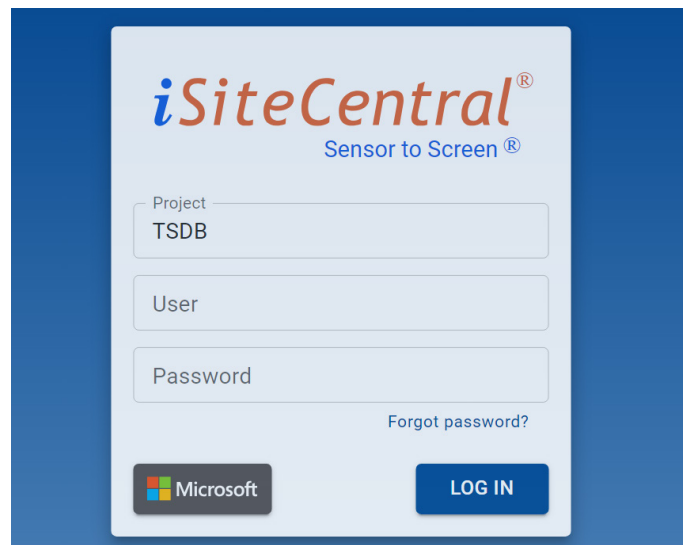 iSiteCentral®
Sensor to Screen ®
Project
TSDB
User
Password
Forgot password?
Microsoft
LOG IN